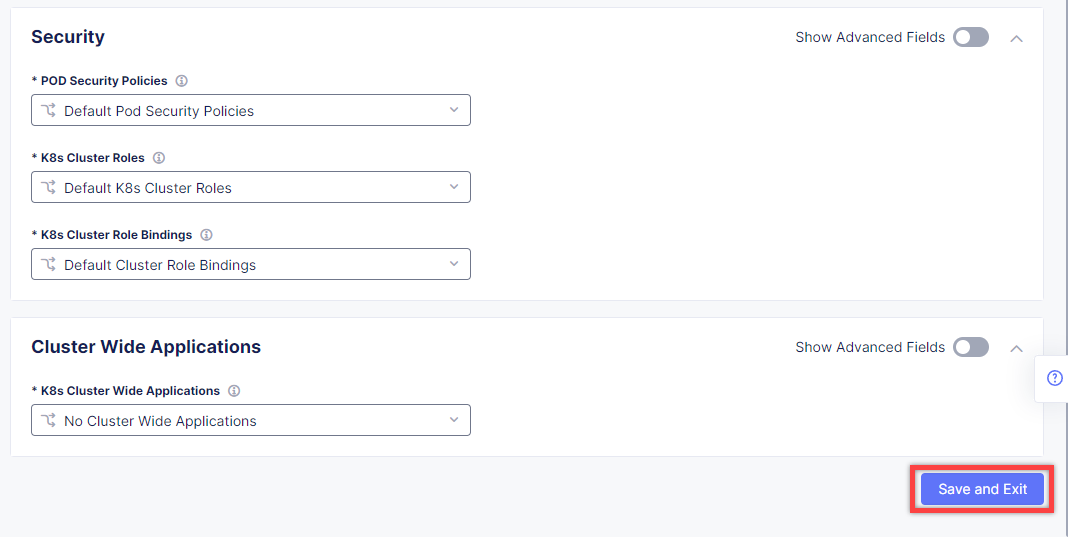 Security
Show Advanced Fields
* POD Security Policies
Default Pod Security Policies
* K8s Cluster Roles
Default K8s Cluster Roles
* K8s Cluster Role Bindings
Default Cluster Role Bindings
Cluster Wide Applications
Show Advanced Fields
* K8s Cluster Wide Applications
No Cluster Wide Applications
Save and Exit